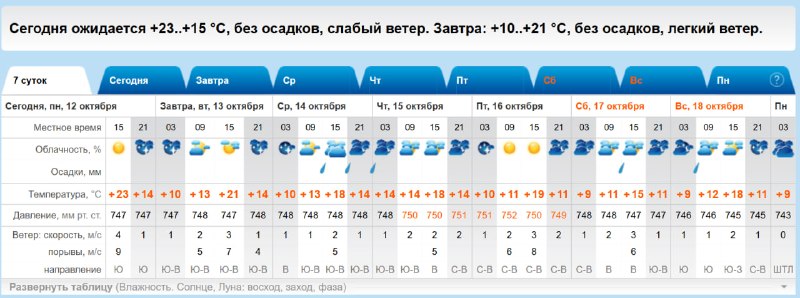 Сегодня ожидается +23..+15 °C, без осадков, слабый ветер. Завтра: +10..+21 °C, без осадков, легкий ветер.
7 суток Сегодня Завтра Ср Чт Пт Сб Вс Пн ?
Сегодня, пн, 12 октября Завтра, вт, 13 октября Ср, 14 октября Чт, 15 октября Пт, 16 октября Сб, 17 октября Вс, 18 октября Пн
Местное время 15 21 03 09 15 21 03 09 15 21 03 09 15 21 03 09 15 21 03 09 15 21 03 09 15 21 03
Облачность, %
Осадки, мм
Температура, °C +23 +14 +10 +13 +21 +14 +10 +13 +18 +14 +14 +18 +18 +14 +10 +11 +19 +11 +9 +11 +15 +11 +9 +12 +18 +11 +9
Давление, мм рт. ст. 747 747 747 748 747 748 748 748 747 748 748 750 750 751 751 752 750 749 748 748 747 747 747 748 746 745 743
Ветер: скорость, м/с 4 1 1 2 3 1 1 1 2 2 1 2 2 1 1 2 3 2 1 1 3 1 1 1 2 1 0
порывы, м/с 9 5 7 4 5 5 6 8 6
направление Ю Ю Ю-В Ю-В Ю Ю-В В В В Ю-В Ю-В Ю-В В С-В С-В Ю-В Ю-В С-В С-В В В С-В С-В Ю-В Ю-З Ю-В ШТЛ
Развернуть таблицу (Влажность. Солнце, Луна: восход, заход, фаза)